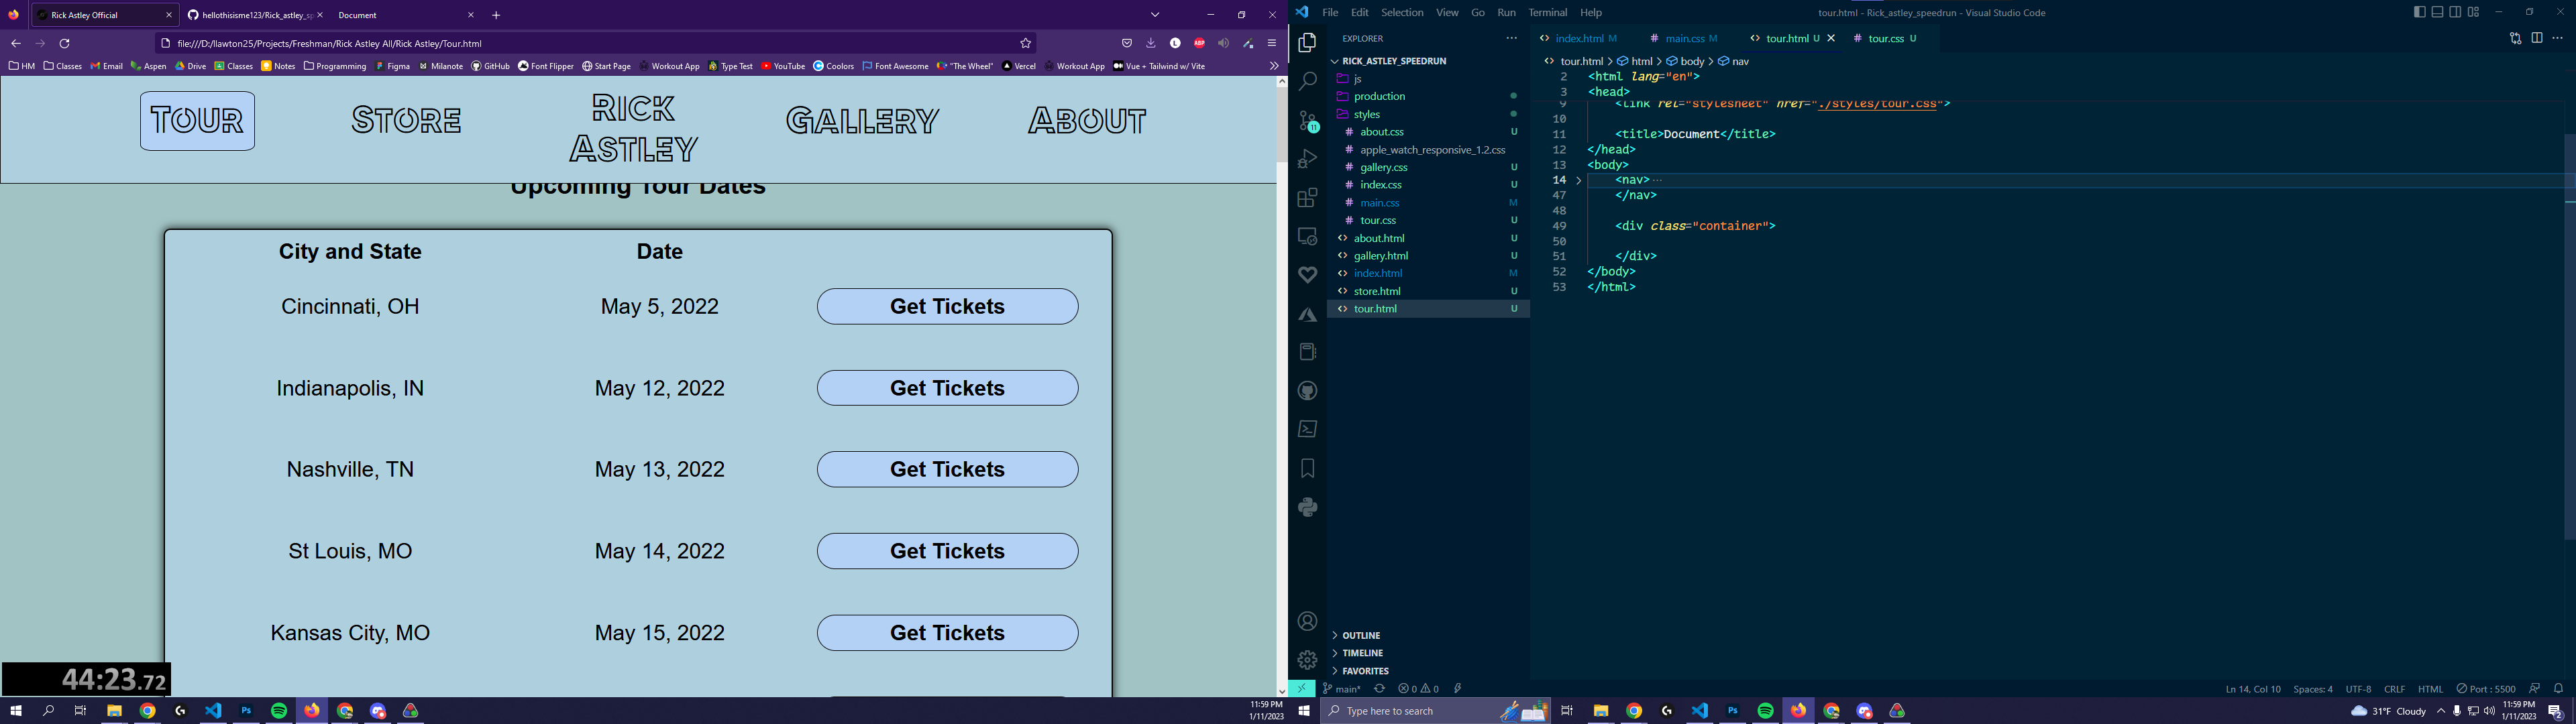 Rick Astley Official
hellothisisme123/Rick_astley_sp
Document
file:///D:/llawton25/Projects/Freshman/Rick Astley All/Rick Astley/Tour.html
HM Classes Email Aspen Drive Classes Notes Programming Figma Milanote GitHub Font Flipper Start Page Workout App Type Test YouTube Coolors Font Awesome "The Wheel" Vercel Workout App Vue + Tailwind w/ Vite
TOUR
STORE
RICK
ASTLEY
GALLERY
ABOUT
Upcoming Tour Dates
City and State Date
Cincinnati, OH May 5, 2022 Get Tickets
Indianapolis, IN May 12, 2022 Get Tickets
Nashville, TN May 13, 2022 Get Tickets
St Louis, MO May 14, 2022 Get Tickets
Kansas City, MO May 15, 2022 Get Tickets
44:23.72
11:59 PM
1/11/2023
File Edit Selection View Go Run Terminal Help
tour.html - Rick_astley_speedrun - Visual Studio Code
EXPLORER
RICK_ASTLEY_SPEEDRUN
js
production
styles
about.css U
apple_watch_responsive_1.2.css
gallery.css U
index.css U
main.css M
tour.css U
about.html U
gallery.html U
index.html M
store.html U
tour.html U
OUTLINE
TIMELINE
FAVORITES
11
index.html M main.css M tour.html U tour.css U
tour.html > html > body > nav
2 <html lang="en">
3 <head>
9 <link rel="stylesheet" href="./styles/tour.css">
10
11 <title>Document</title>
12 </head>
13 <body>
14 <nav>...
47 </nav>
48
49 <div class="container">
50
51 </div>
52 </body>
53 </html>
main* 0 0
Ln 14, Col 10 Spaces: 4 UTF-8 CRLF HTML Port : 5500
Type here to search
31°F Cloudy
11:59 PM
1/11/2023
2